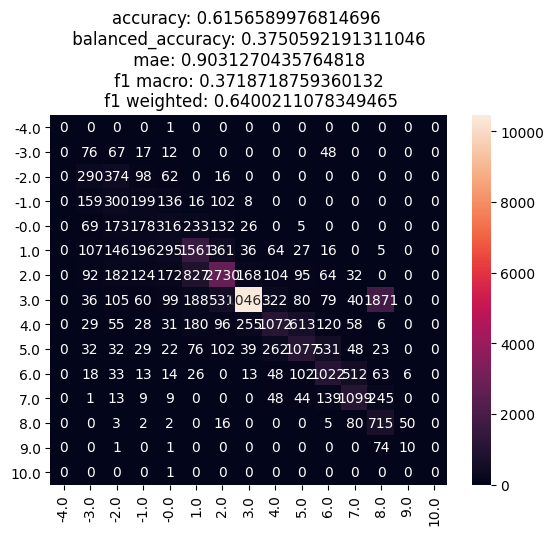 accuracy: 0.6156589976814696
balanced_accuracy: 0.3750592191311046
mae: 0.9031270435764818
f1 macro: 0.3718718759360132
f1 weighted: 0.6400211078349465
-4.0 0 0 0 0 1 0 0 0 0 0 0 0 0 0 0
-3.0 0 76 67 17 12 0 0 0 0 0 48 0 0 0 0
-2.0 0 290 374 98 62 0 16 0 0 0 0 0 0 0 0
-1.0 0 159 300 199 136 16 102 8 0 0 0 0 0 0 0
-0.0 0 69 173 178 316 233 132 26 0 5 0 0 0 0 0
1.0 0 107 146 196 295 1561 361 36 64 27 16 0 5 0 0
2.0 0 92 182 124 172 827 2730 168 104 95 64 32 0 0 0
3.0 0 36 105 60 99 188 531 322 80 79 40 1871 0 0
4.0 0 29 55 28 31 180 96 255 1072 613 120 58 6 0 0
5.0 0 32 32 29 22 76 102 39 262 1077 531 48 23 0 0
6.0 0 18 33 13 14 26 0 13 48 102 1022 512 63 6 0
7.0 0 1 13 9 9 0 0 0 48 44 139 1099 245 0 0
8.0 0 0 3 2 2 0 16 0 0 0 5 80 715 50 0
9.0 0 0 1 0 1 0 0 0 0 0 0 0 74 10 0
10.0 0 0 0 0 1 0 0 0 0 0 0 0 0 0 0
-4.0 -3.0 -2.0 -1.0 -0.0 1.0 2.0 3.0 4.0 5.0 6.0 7.0 8.0 9.0 10.0
10000
8000
6000
4000
2000
0